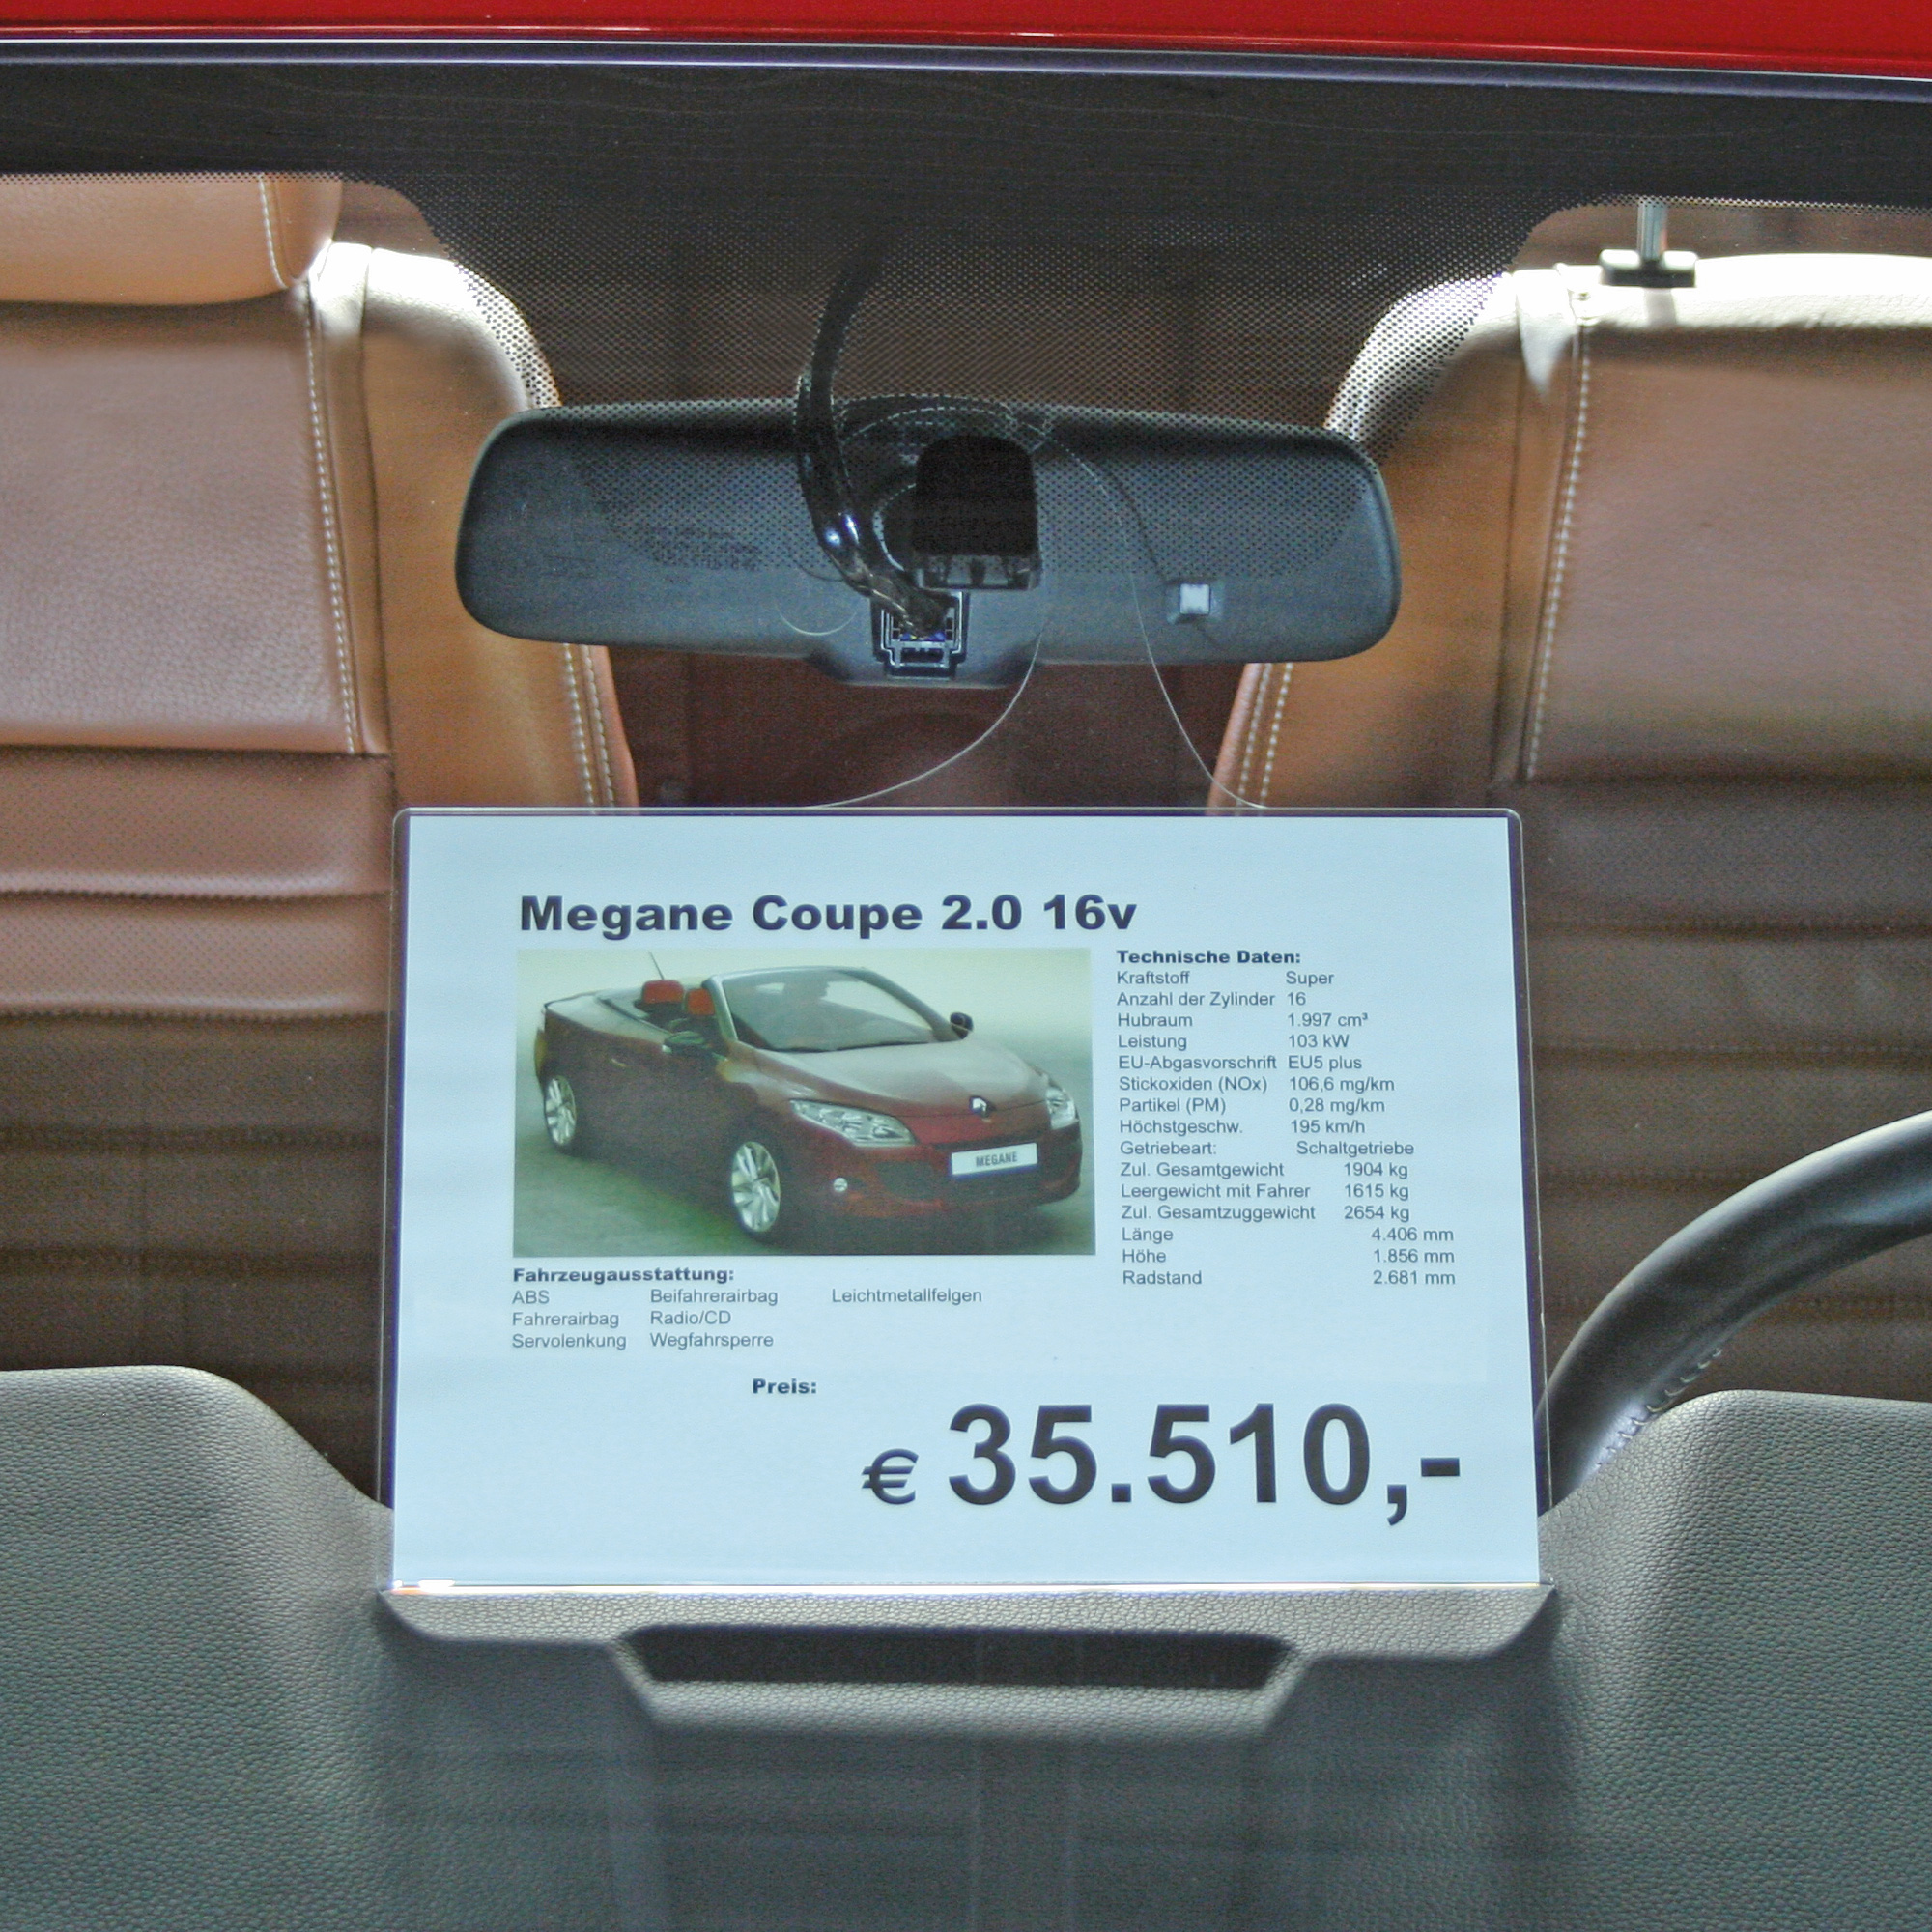 Megane Coupe 2.0 16v
MEGANE
Technische Daten:
Kraftstoff Super
Anzahl der Zylinder 16
Hubraum 1.997 cm³
Leistung 103 kW
EU-Abgasvorschrift EU5 plus
Stickoxiden (NOx) 106,6 mg/km
Partikel (PM) 0,28 mg/km
Höchstgeschw. 195 km/h
Getriebeart: Schaltgetriebe
Zul. Gesamtgewicht 1904 kg
Leergewicht mit Fahrer 1615 kg
Zul. Gesamtzuggewicht 2654 kg
Länge 4.406 mm
Höhe 1.856 mm
Radstand 2.681 mm
Fahrzeugausstattung:
ABS Beifahrerairbag Leichtmetallfelgen
Fahrerairbag Radio/CD
Servolenkung Wegfahrsperre
Preis:
€ 35.510,-